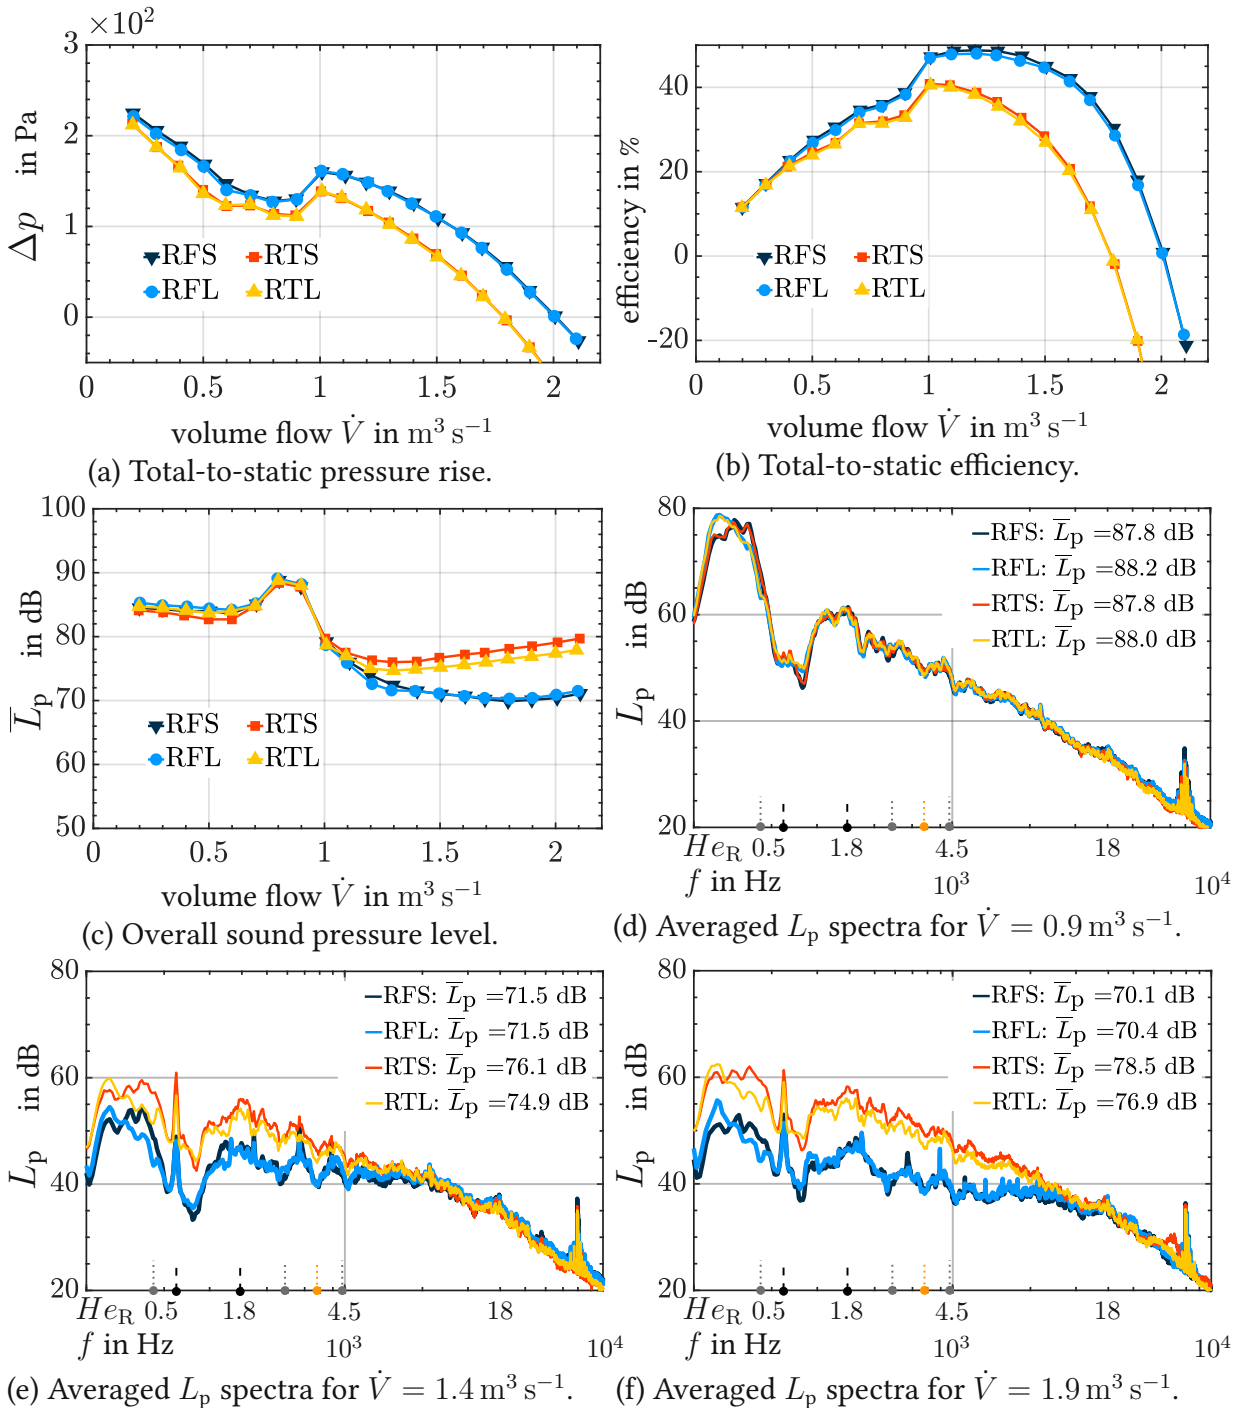 ×10²
3
2
1
0
Δp in Pa
RFS RTS
RFL RTL
0 0.5 1 1.5 2
volume flow V̇ in m³ s⁻¹
(a) Total-to-static pressure rise.
40
20
0
-20
efficiency in %
RFS RTS
RFL RTL
0 0.5 1 1.5 2
volume flow V̇ in m³ s⁻¹
(b) Total-to-static efficiency.
100
90
80
70
60
50
L̅p in dB
RFS RTS
RFL RTL
0 0.5 1 1.5 2
volume flow V̇ in m³ s⁻¹
(c) Overall sound pressure level.
80
60
40
20
Lp in dB
RFS: L̅p =87.8 dB
RFL: L̅p =88.2 dB
RTS: L̅p =87.8 dB
RTL: L̅p =88.0 dB
HeR 0.5 1.8 4.5 18
f in Hz 10³ 10⁴
(d) Averaged Lp spectra for V̇ = 0.9 m³ s⁻¹.
80
60
40
20
Lp in dB
RFS: L̅p =71.5 dB
RFL: L̅p =71.5 dB
RTS: L̅p =76.1 dB
RTL: L̅p =74.9 dB
HeR 0.5 1.8 4.5 18
f in Hz 10³ 10⁴
(e) Averaged Lp spectra for V̇ = 1.4 m³ s⁻¹.
80
60
40
20
Lp in dB
RFS: L̅p =70.1 dB
RFL: L̅p =70.4 dB
RTS: L̅p =78.5 dB
RTL: L̅p =76.9 dB
HeR 0.5 1.8 4.5 18
f in Hz 10³ 10⁴
(f) Averaged Lp spectra for V̇ = 1.9 m³ s⁻¹.